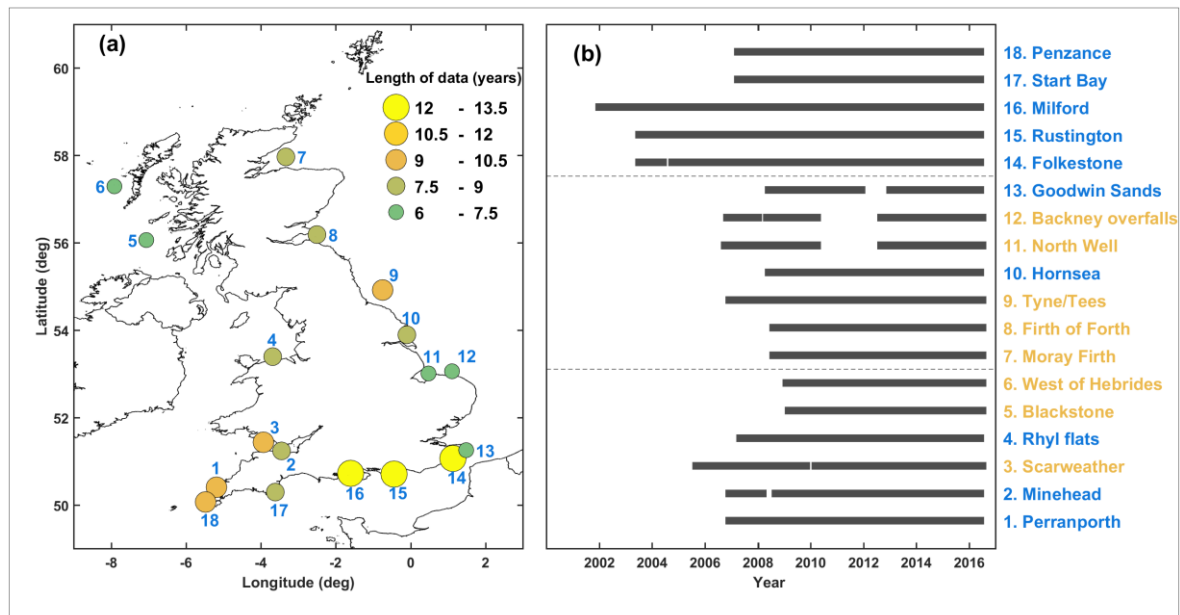 (a)
Length of data (years)
12 - 13.5
10.5 - 12
9 - 10.5
7.5 - 9
6 - 7.5
60
58
56
54
52
50
Latitude (deg)
7
6
5
8
9
10
4
11
12
3
2
13
1
14
16
15
17
18
-8
-6
-4
-2
0
2
Longitude (deg)
(b)
18. Penzance
17. Start Bay
16. Milford
15. Rustington
14. Folkestone
13. Goodwin Sands
12. Backney overfalls
11. North Well
10. Hornsea
9. Tyne/Tees
8. Firth of Forth
7. Moray Firth
6. West of Hebrides
5. Blackstone
4. Rhyl flats
3. Scarweather
2. Minehead
1. Perranporth
2002
2004
2006
2008
2010
2012
2014
2016
Year